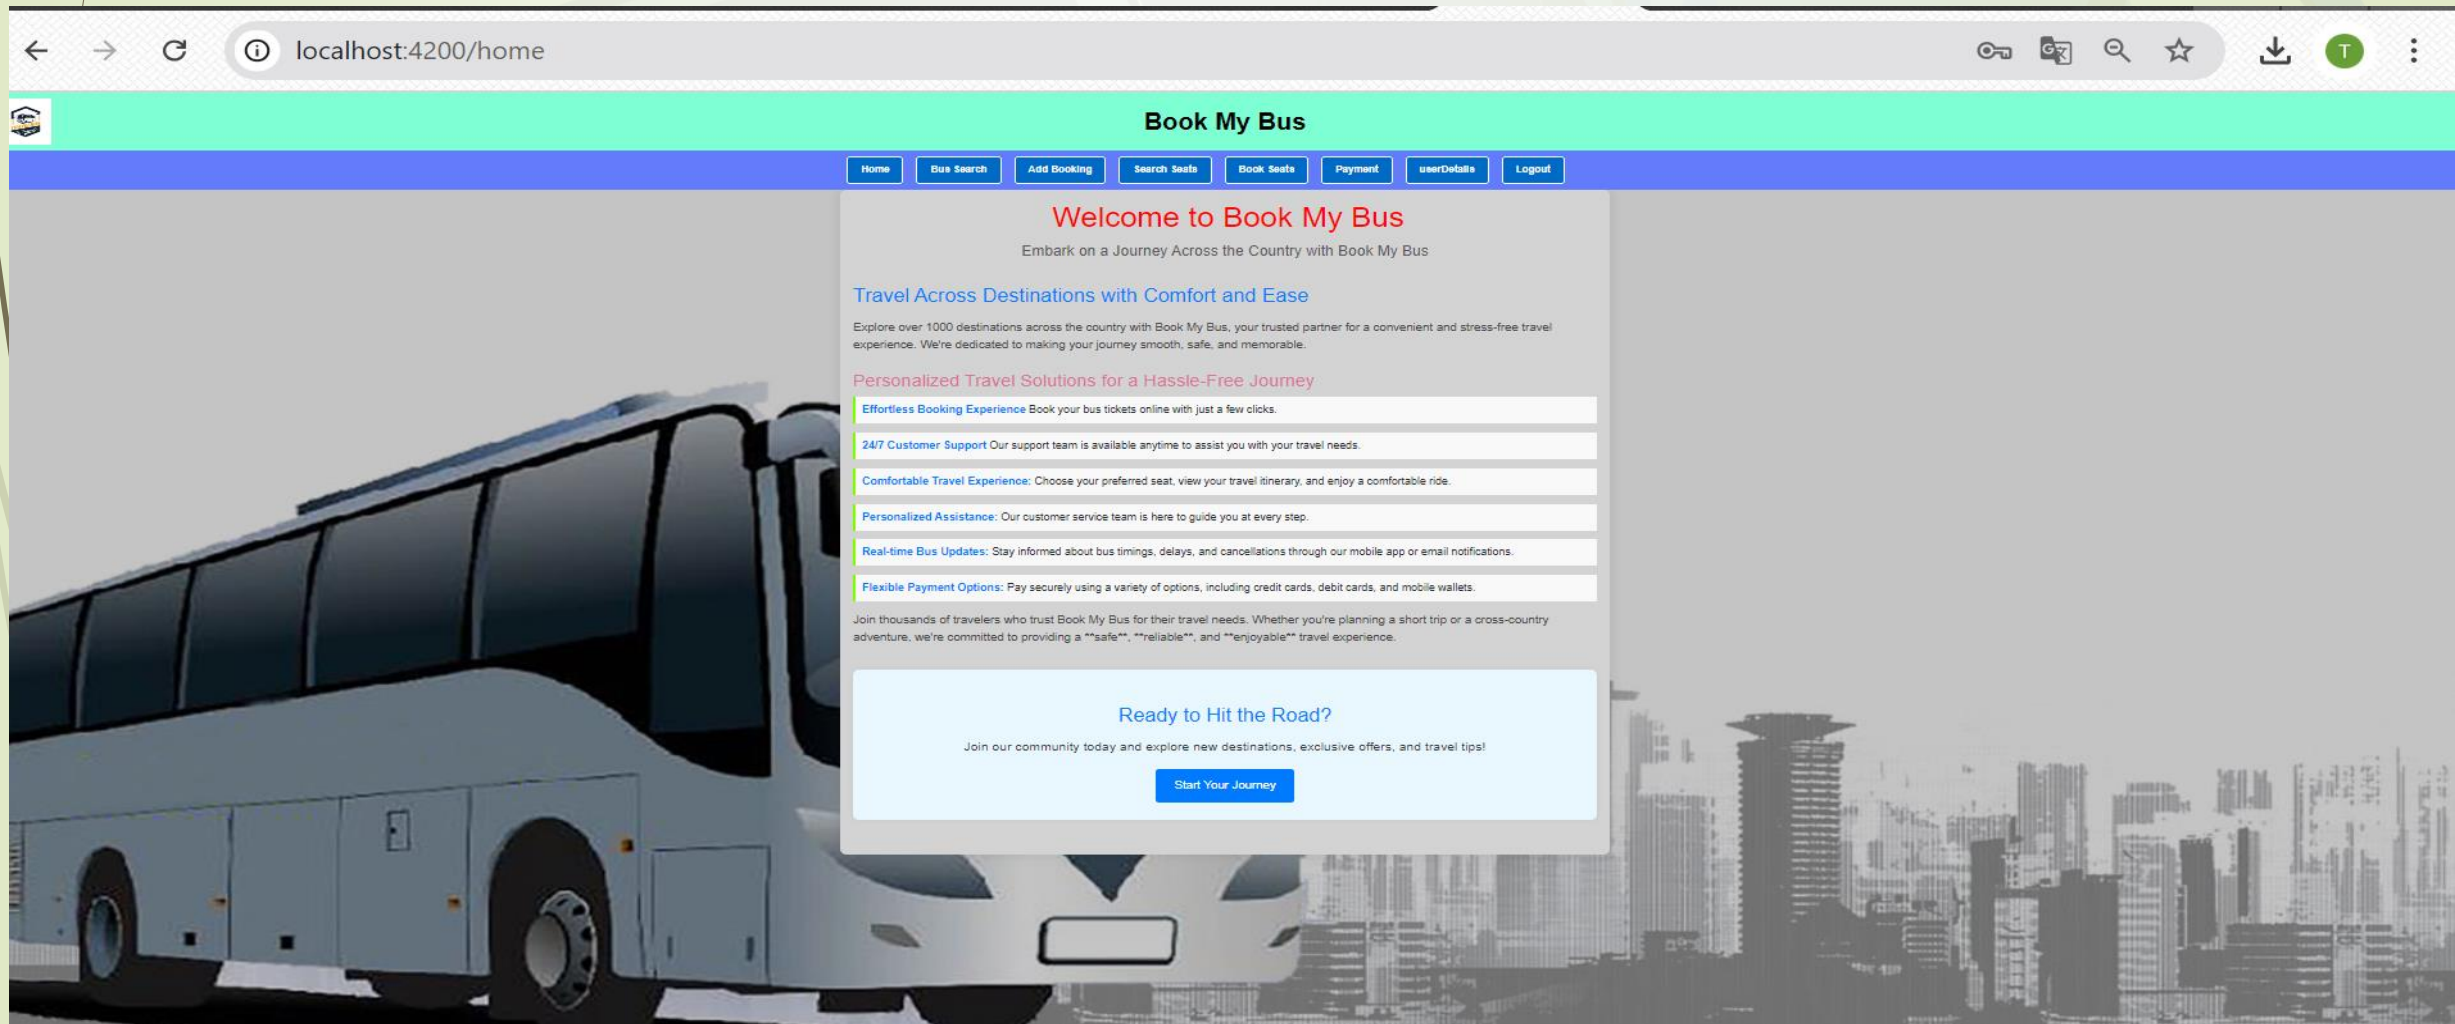 localhost:4200/home
T
Book My Bus
Home Bus Search Add Booking Search Seats Book Seats Payment userDetails Logout
Welcome to Book My Bus
Embark on a Journey Across the Country with Book My Bus
Travel Across Destinations with Comfort and Ease
Explore over 1000 destinations across the country with Book My Bus, your trusted partner for a convenient and stress-free travel
experience. We're dedicated to making your journey smooth, safe, and memorable.
Personalized Travel Solutions for a Hassle-Free Journey
Effortless Booking Experience Book your bus tickets online with just a few clicks.
24/7 Customer Support Our support team is available anytime to assist you with your travel needs.
Comfortable Travel Experience: Choose your preferred seat, view your travel itinerary, and enjoy a comfortable ride.
Personalized Assistance: Our customer service team is here to guide you at every step.
Real-time Bus Updates: Stay informed about bus timings, delays, and cancellations through our mobile app or email notifications.
Flexible Payment Options: Pay securely using a variety of options, including credit cards, debit cards, and mobile wallets.
Join thousands of travelers who trust Book My Bus for their travel needs. Whether you're planning a short trip or a cross-country
adventure, we're committed to providing a **safe**, **reliable**, and **enjoyable** travel experience.
Ready to Hit the Road?
Join our community today and explore new destinations, exclusive offers, and travel tips!
Start Your Journey